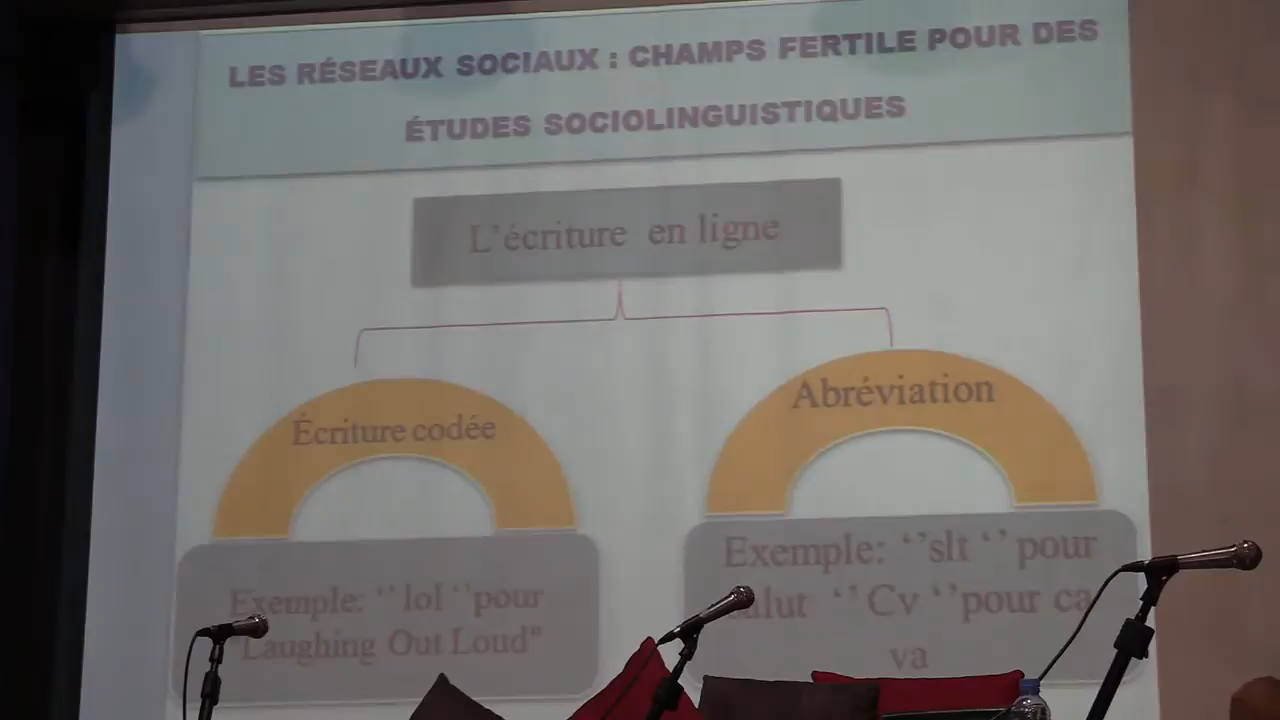 LES RÉSEAUX SOCIAUX : CHAMPS FERTILE POUR DES
ÉTUDES SOCIOLINGUISTIQUES
L'écriture en ligne
Écriture codée
Exemple: ‘’lol ‘’pour
"Laughing Out Loud"
Abréviation
Exemple: ‘’slt ‘’ pour
salut ‘’Cv ‘’pour ca
va